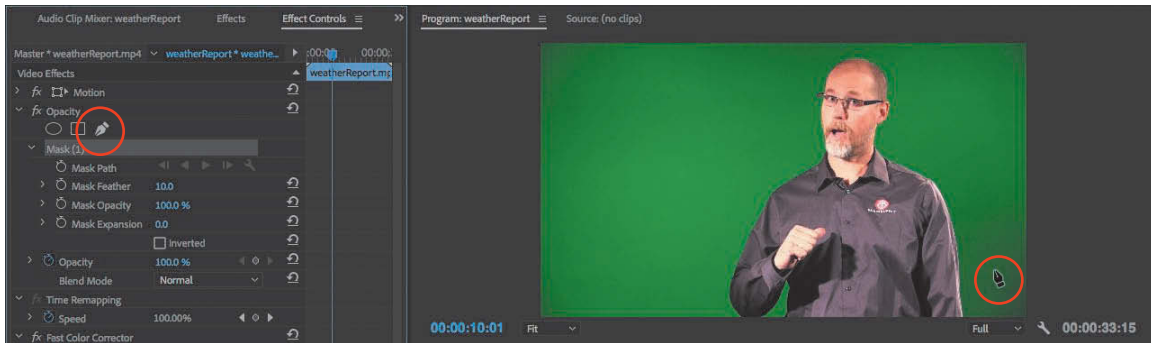 Audio Clip Mixer: weatherReport Effects Effect Controls
Program: weatherReport Source: (no clips)
Master * weatherReport.mp4 weatherReport * weathe... :00:00 00:00:
Video Effects weatherReport.mp
fx Motion
fx Opacity
Mask (1)
Mask Path
Mask Feather 10.0
Mask Opacity 100.0 %
Mask Expansion 0.0
Inverted
Opacity 100.0 %
Blend Mode Normal
fx Time Remapping
Speed 100.00%
fx Fast Color Corrector
00:00:10:01 Fit Full 00:00:33:15